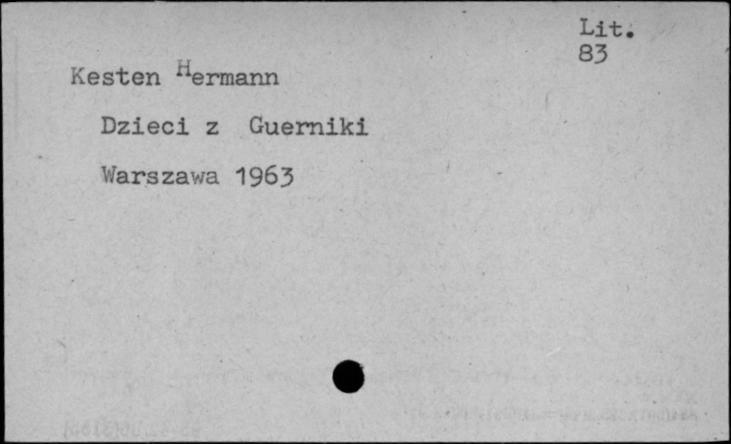 Lit.
83
Kesten Hermann
Dzieci z Guerniki
Warszawa 1963